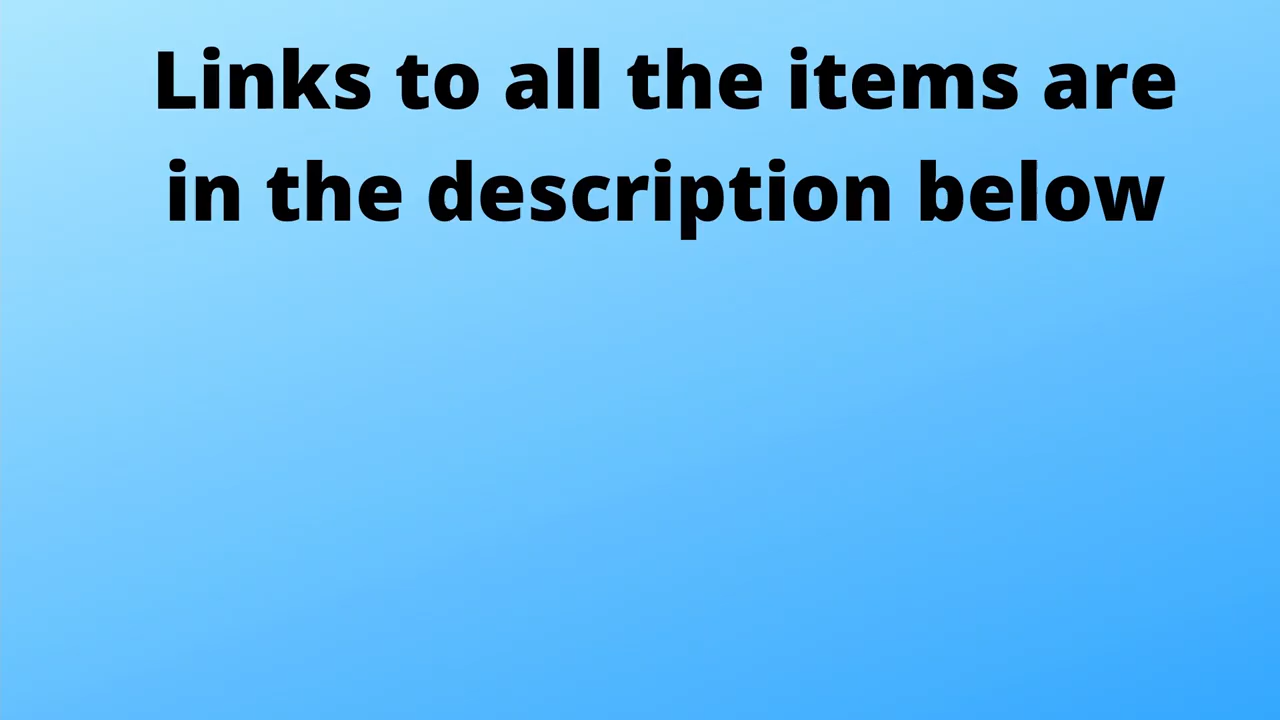 Links to all the items are
in the description below